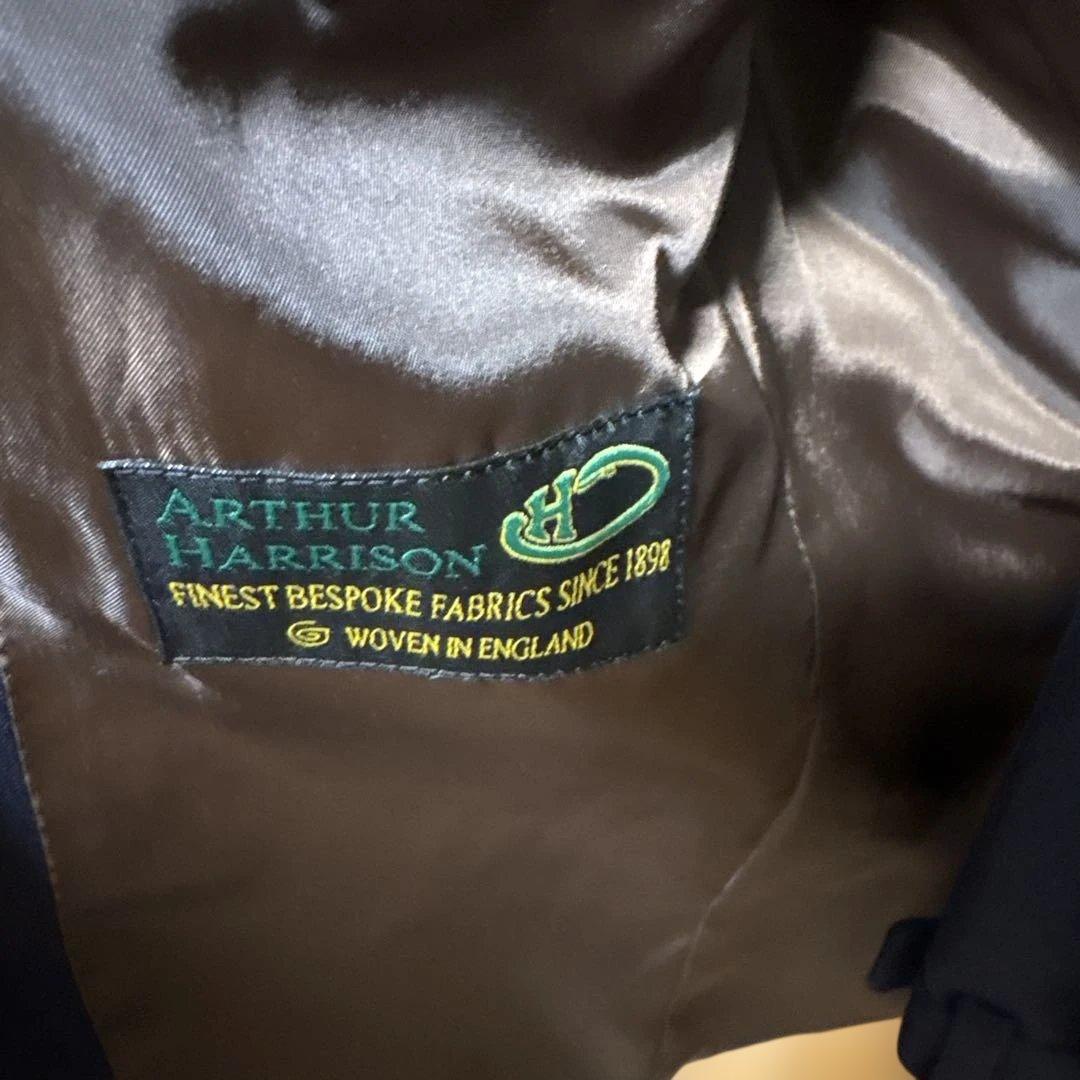 ARTHUR
HARRISON
H
FINEST BESPOKE FABRICS SINCE 1898
WOVEN IN ENGLAND